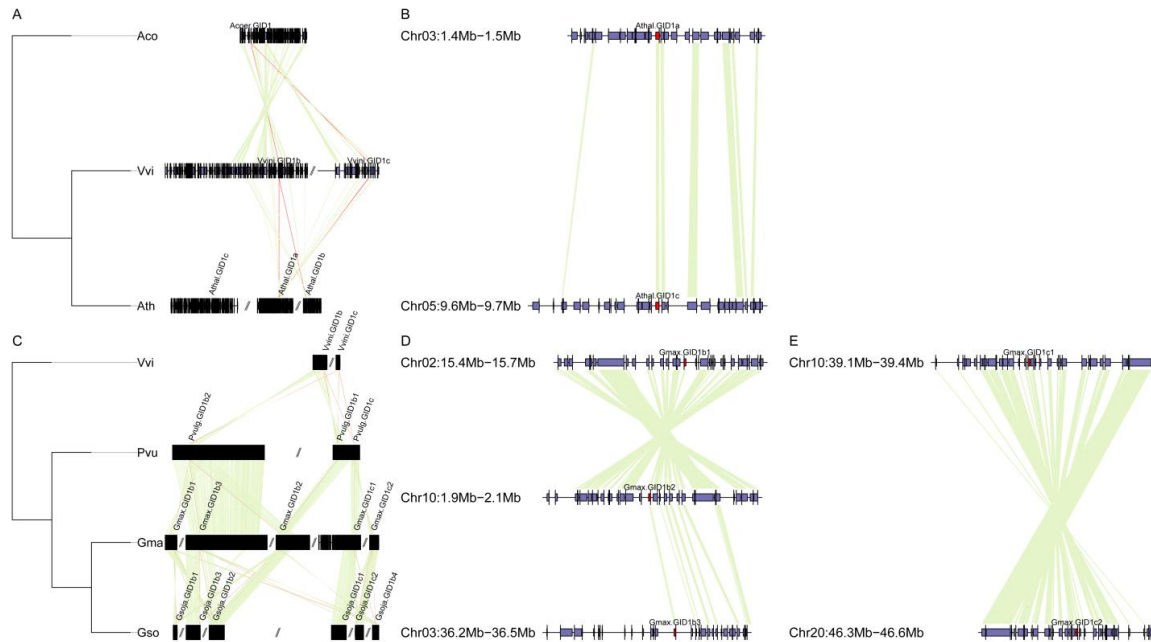 A
Acoer.GID1
Aco
Vvini.GID1b
Vvini.GID1c
Vvi
//
Athal.GID1c
Athal.GID1a
Athal.GID1b
Ath
//
//
B
Athal.GID1a
Chr03:1.4Mb−1.5Mb
Athal.GID1c
Chr05:9.6Mb−9.7Mb
C
Vvini.GID1b
Vvini.GID1c
Vvi
//
Pvulg.GID1b2
Pvulg.GID1b1
Pvulg.GID1c
Pvu
//
Gmax.GID1b1
Gmax.GID1b3
Gmax.GID1b2
Gmax.GID1c1
Gmax.GID1c2
Gma
//
//
//
//
Gsoja.GID1b1
Gsoja.GID1b3
Gsoja.GID1b2
Gsoja.GID1c1
Gsoja.GID1c2
Gsoja.GID1b4
Gso
//
//
//
//
//
D
Chr02:15.4Mb−15.7Mb
Gmax.GID1b1
Chr10:1.9Mb−2.1Mb
Gmax.GID1b2
Chr03:36.2Mb−36.5Mb
Gmax.GID1b3
E
Chr10:39.1Mb−39.4Mb
Gmax.GID1c1
Chr20:46.3Mb−46.6Mb
Gmax.GID1c2